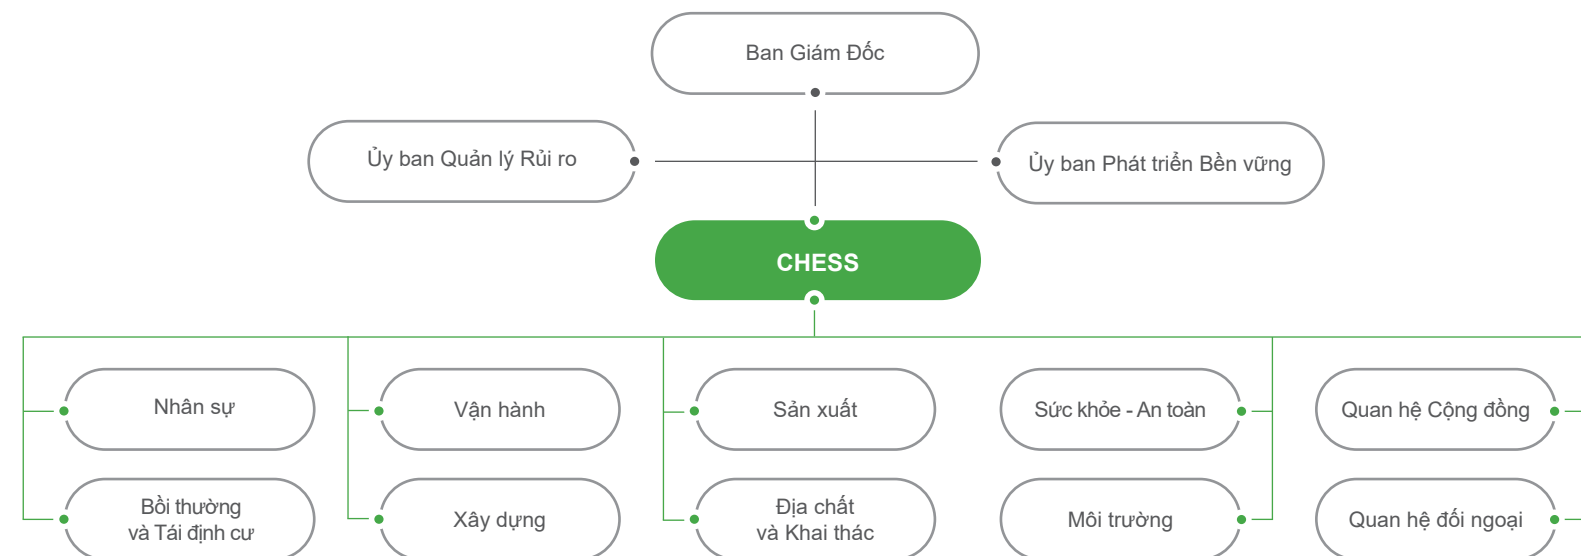 Ban Giám Đốc
Ủy ban Quản lý Rủi ro
Ủy ban Phát triển Bền vững
CHESS
Nhân sự
Vận hành
Sản xuất
Sức khỏe - An toàn
Quan hệ Cộng đồng
Bồi thường
và Tái định cư
Xây dựng
Địa chất
và Khai thác
Môi trường
Quan hệ đối ngoại